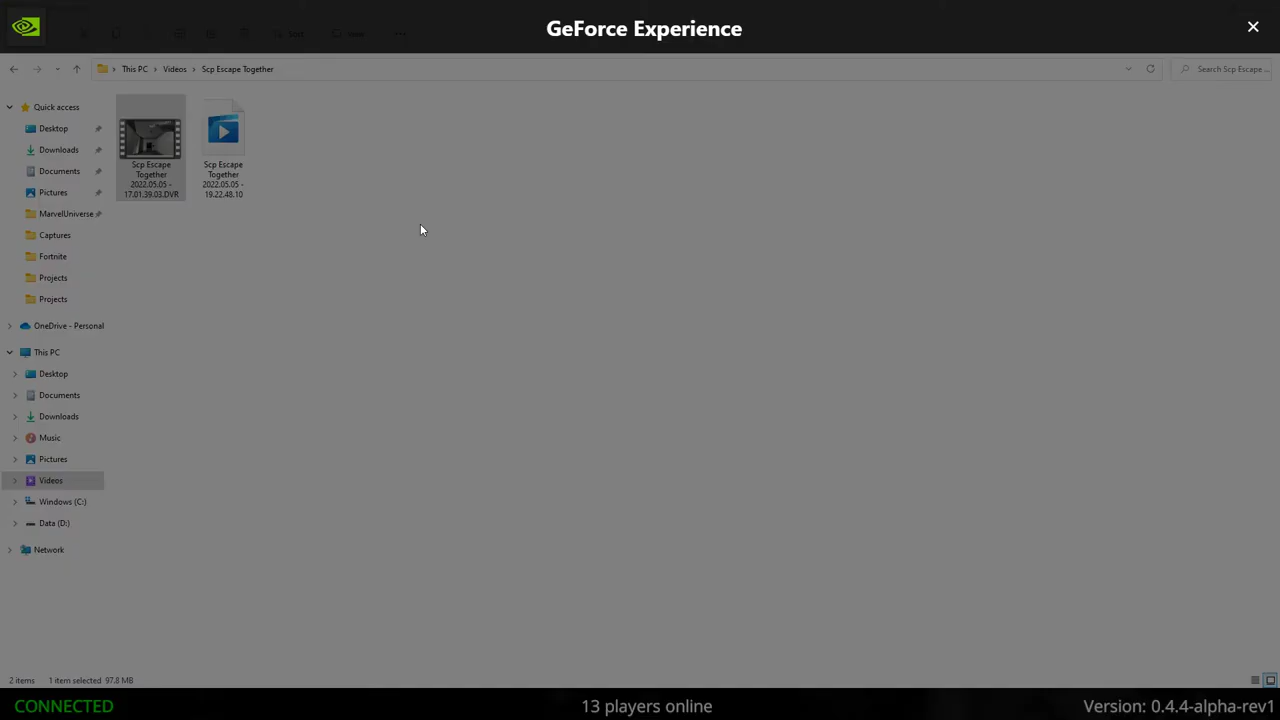 GeForce Experience
Sort
View
This PC
Videos
Scp Escape Together
Search Scp Escape ...
Quick access
Desktop
Downloads
Documents
Pictures
MarvelUniverse
Captures
Fortnite
Projects
Projects
OneDrive - Personal
This PC
Desktop
Documents
Downloads
Music
Pictures
Videos
Windows (C:)
Data (D:)
Network
Scp Escape
Together
2022.05.05 -
17.01.39.03.DVR
Scp Escape
Together
2022.05.05 -
19.22.48.10
2 items
1 item selected 97.8 MB
CONNECTED
13 players online
Version: 0.4.4-alpha-rev1